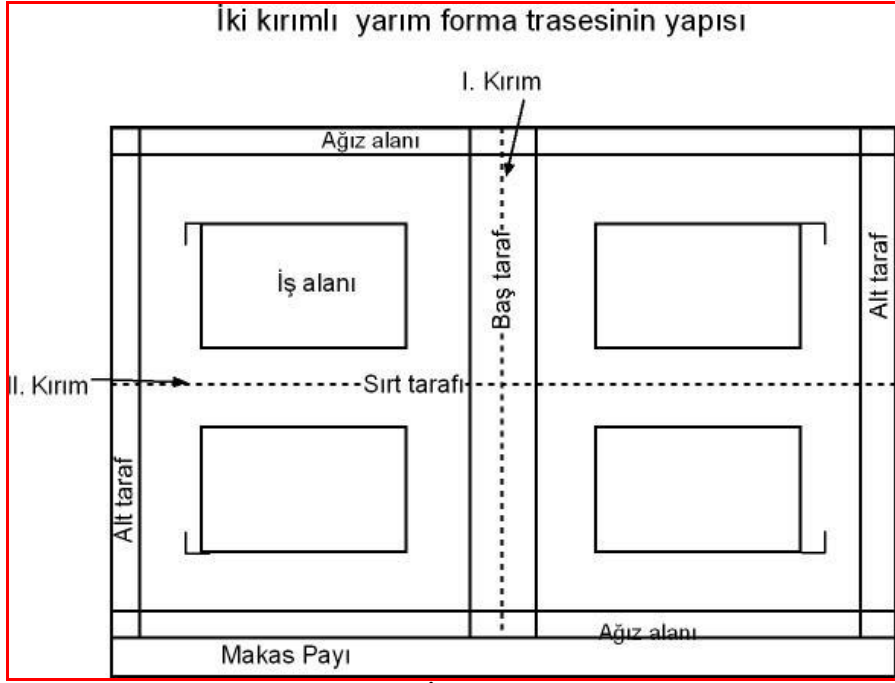 İki kırımlı yarım forma trasesinin yapısı
I. Kırım
Ağız alanı
İş alanı
Baş taraf
Alt taraf
II. Kırım
Sırt tarafı
Alt taraf
Ağız alanı
Makas Payı